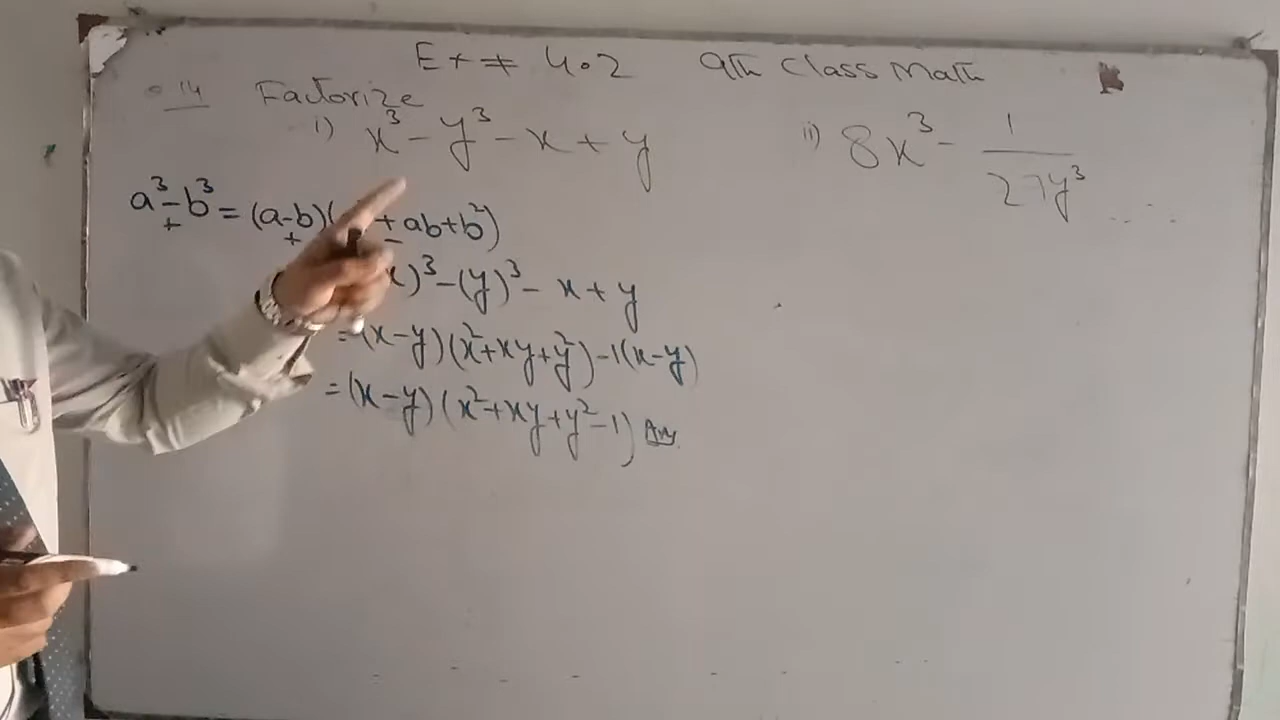 Ex # 4.2 9th Class Math
Q 14 Factorize
i) x³ - y³ - x + y
ii) 8x³ - 1/27y³
a³ ± b³ = (a ± b)( ∓ ab + b²)
)³ - (y)³ - x + y
= (x - y)(x² + xy + y²) - 1(x - y)
= (x - y)(x² + xy + y² - 1) Ans